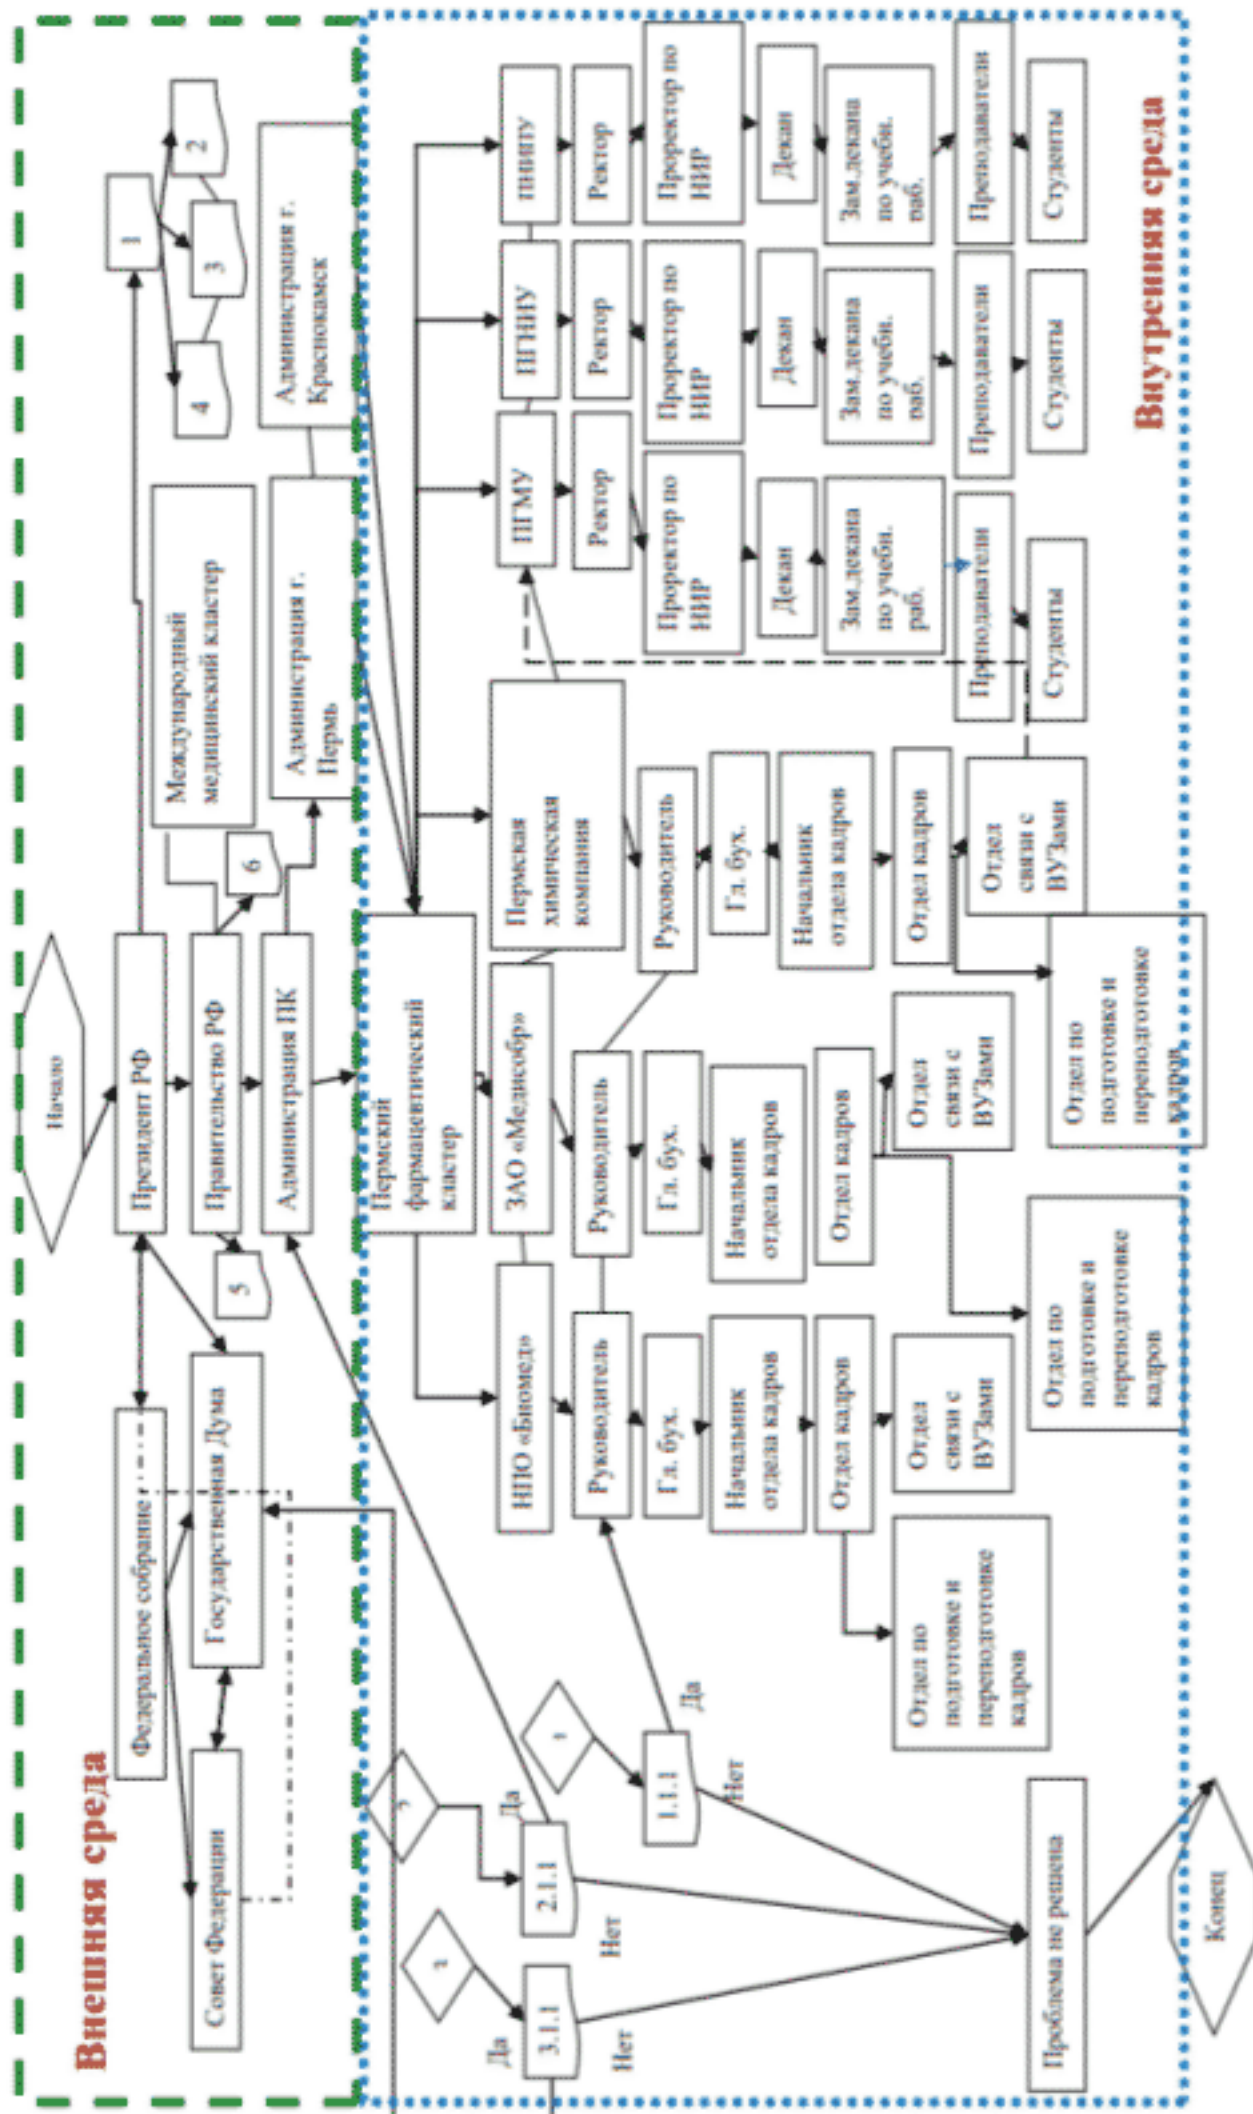 Внешняя среда
Начало
Федеральное собрание
Президент РФ
1
Совет Федерации
Государственная Дума
5
Правительство РФ
6
Международный
медицинский кластер
4
3
2
Администрация ПК
Администрация г.
Пермь
Администрация г.
Краснокамск
Пермский
фармацевтический
кластер
3.1.1
Да
Нет
2.1.1
Да
Нет
1.1.1
Да
Нет
НПО «Биомед»
ЗАО «Медисорб»
Пермская
химическая
компания
ПГМУ
ПГНИУ
ПНИПУ
Руководитель
Руководитель
Руководитель
Ректор
Ректор
Ректор
Гл. бух.
Гл. бух.
Гл. бух.
Проректор по
НИР
Проректор по
НИР
Проректор по
НИР
Начальник
отдела кадров
Начальник
отдела кадров
Начальник
отдела кадров
Декан
Декан
Декан
Отдел кадров
Отдел кадров
Отдел кадров
Зам.декана
по учебн.
раб.
Зам.декана
по учебн.
раб.
Зам.декана
по учебн.
раб.
Отдел по
подготовке и
переподготовке
кадров
Отдел
связи с
ВУЗами
Отдел
связи с
ВУЗами
Отдел
связи с
ВУЗами
Преподаватели
Преподаватели
Преподаватели
Проблема не решена
Отдел по
подготовке и
переподготовке
кадров
Отдел по
подготовке и
переподготовке
кадров
Студенты
Студенты
Студенты
Внутренняя среда
Конец